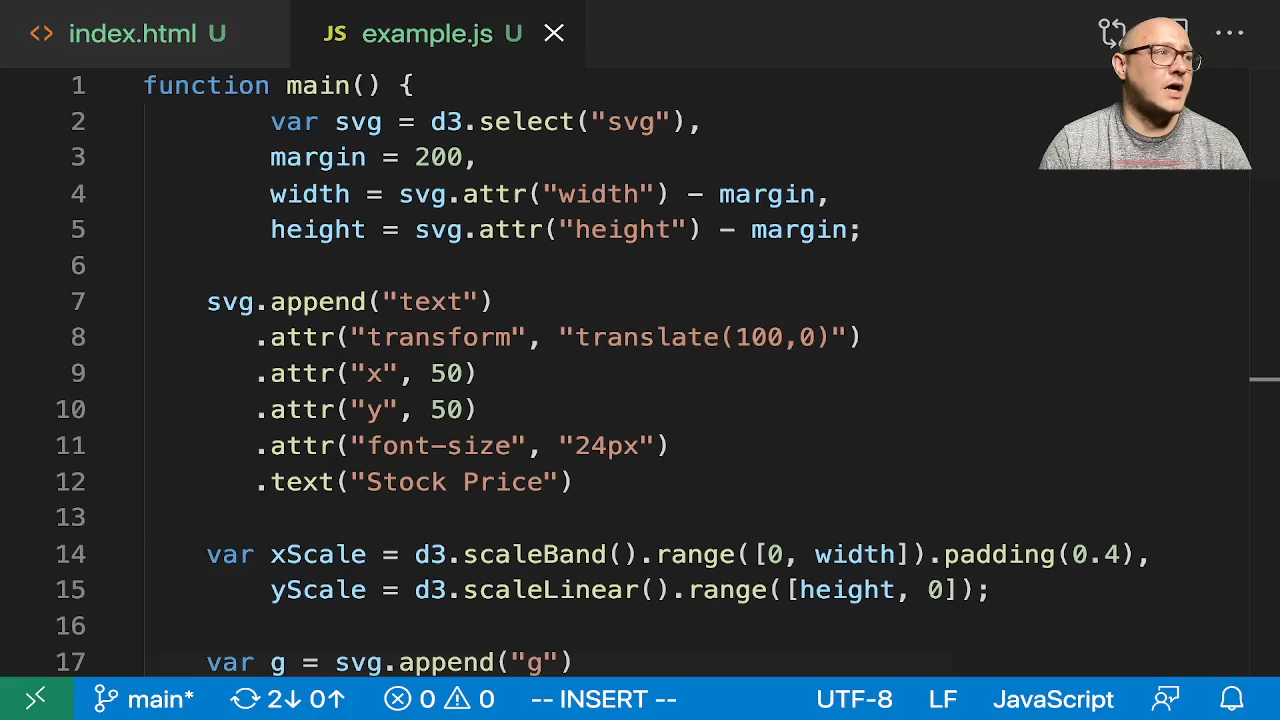 <> index.html U JS example.js U ×
1 function main() {
2 var svg = d3.select("svg"),
3 margin = 200,
4 width = svg.attr("width") - margin,
5 height = svg.attr("height") - margin;
6
7 svg.append("text")
8 .attr("transform", "translate(100,0)")
9 .attr("x", 50)
10 .attr("y", 50)
11 .attr("font-size", "24px")
12 .text("Stock Price")
13
14 var xScale = d3.scaleBand().range([0, width]).padding(0.4),
15 yScale = d3.scaleLinear().range([height, 0]);
16
17 var g = svg.append("g")
main* 2↓ 0↑ 0 0 -- INSERT -- UTF-8 LF JavaScript